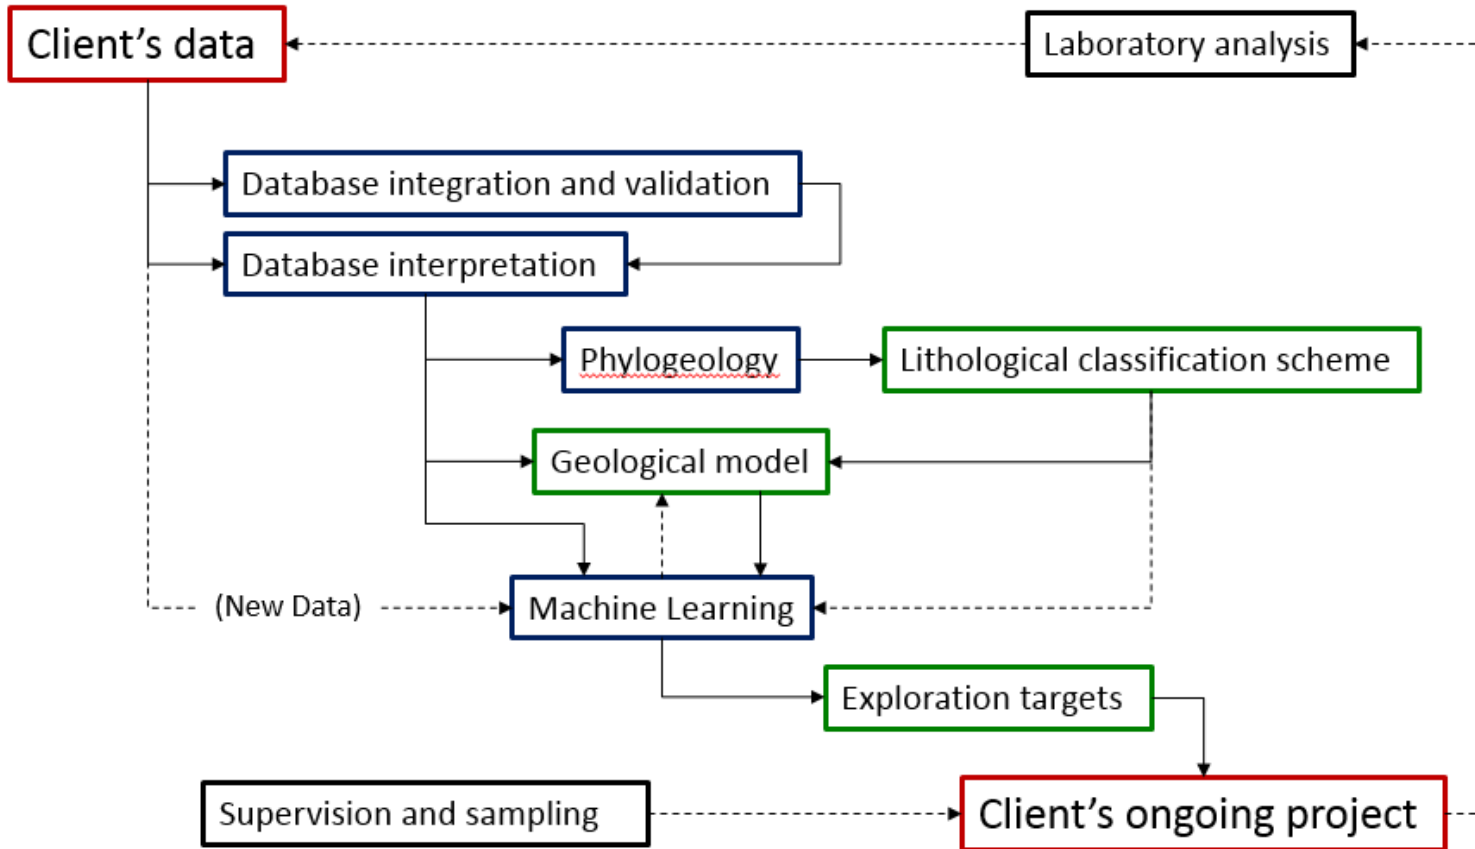 Client’s data
Laboratory analysis
Database integration and validation
Database interpretation
Phylogeology
Lithological classification scheme
Geological model
(New Data)
Machine Learning
Exploration targets
Supervision and sampling
Client’s ongoing project